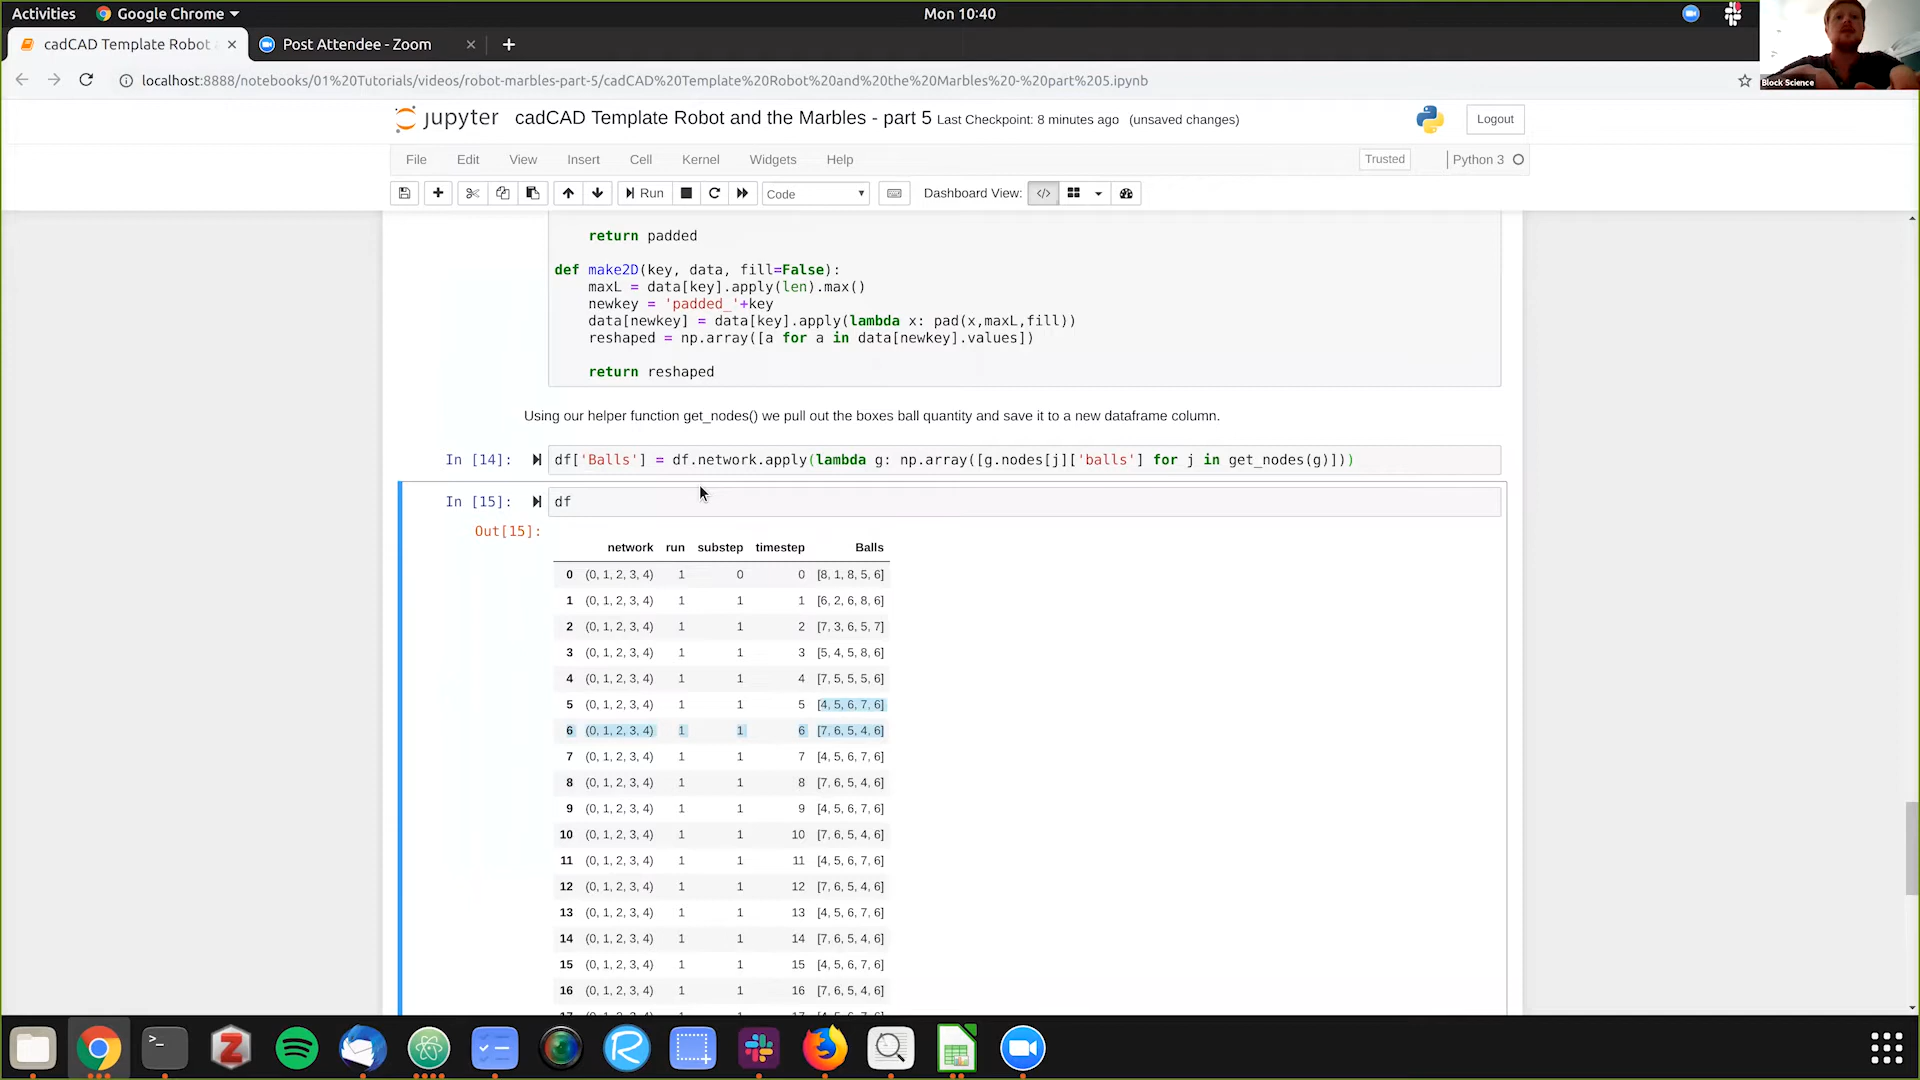 Activities Google Chrome Mon 10:40
cadCAD Template Robot Post Attendee - Zoom
localhost:8888/notebooks/01%20Tutorials/videos/robot-marbles-part-5/cadCAD%20Template%20Robot%20and%20the%20Marbles%20-%20part%205.ipynb
Block Science
jupyter cadCAD Template Robot and the Marbles - part 5 Last Checkpoint: 8 minutes ago (unsaved changes) Logout
File Edit View Insert Cell Kernel Widgets Help Trusted Python 3
Run Code Dashboard View:
return padded
def make2D(key, data, fill=False):
maxL = data[key].apply(len).max()
newkey = 'padded_'+key
data[newkey] = data[key].apply(lambda x: pad(x,maxL,fill))
reshaped = np.array([a for a in data[newkey].values])
return reshaped
Using our helper function get_nodes() we pull out the boxes ball quantity and save it to a new dataframe column.
In [14]: df['Balls'] = df.network.apply(lambda g: np.array([g.nodes[j]['balls'] for j in get_nodes(g)]))
In [15]: df
Out[15]:
network run substep timestep Balls
0 (0, 1, 2, 3, 4) 1 0 0 [8, 1, 8, 5, 6]
1 (0, 1, 2, 3, 4) 1 1 1 [6, 2, 6, 8, 6]
2 (0, 1, 2, 3, 4) 1 1 2 [7, 3, 6, 5, 7]
3 (0, 1, 2, 3, 4) 1 1 3 [5, 4, 5, 8, 6]
4 (0, 1, 2, 3, 4) 1 1 4 [7, 5, 5, 5, 6]
5 (0, 1, 2, 3, 4) 1 1 5 [4, 5, 6, 7, 6]
6 (0, 1, 2, 3, 4) 1 1 6 [7, 6, 5, 4, 6]
7 (0, 1, 2, 3, 4) 1 1 7 [4, 5, 6, 7, 6]
8 (0, 1, 2, 3, 4) 1 1 8 [7, 6, 5, 4, 6]
9 (0, 1, 2, 3, 4) 1 1 9 [4, 5, 6, 7, 6]
10 (0, 1, 2, 3, 4) 1 1 10 [7, 6, 5, 4, 6]
11 (0, 1, 2, 3, 4) 1 1 11 [4, 5, 6, 7, 6]
12 (0, 1, 2, 3, 4) 1 1 12 [7, 6, 5, 4, 6]
13 (0, 1, 2, 3, 4) 1 1 13 [4, 5, 6, 7, 6]
14 (0, 1, 2, 3, 4) 1 1 14 [7, 6, 5, 4, 6]
15 (0, 1, 2, 3, 4) 1 1 15 [4, 5, 6, 7, 6]
16 (0, 1, 2, 3, 4) 1 1 16 [7, 6, 5, 4, 6]